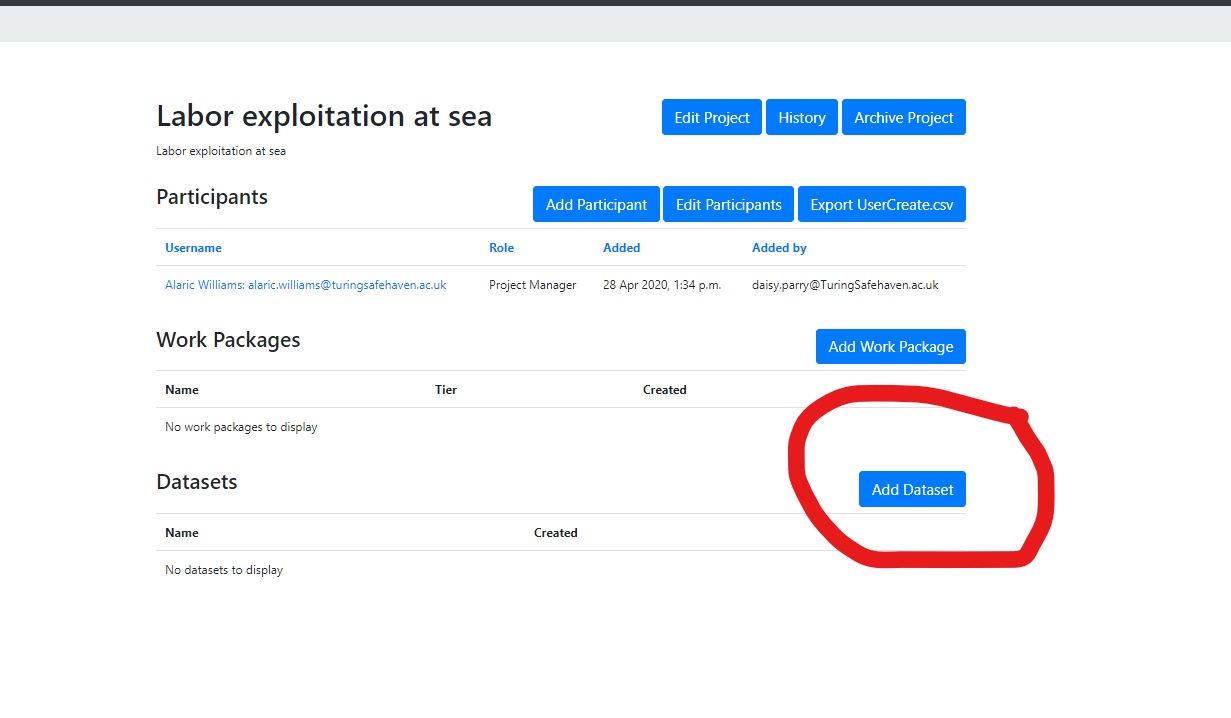 Labor exploitation at sea
Edit Project History Archive Project
Labor exploitation at sea
Participants
Add Participant Edit Participants Export UserCreate.csv
Username Role Added Added by
Alaric Williams: alaric.williams@turingsafehaven.ac.uk Project Manager 28 Apr 2020, 1:34 p.m. daisy.parry@TuringSafehaven.ac.uk
Work Packages
Add Work Package
Name Tier Created
No work packages to display
Datasets
Add Dataset
Name Created
No datasets to display